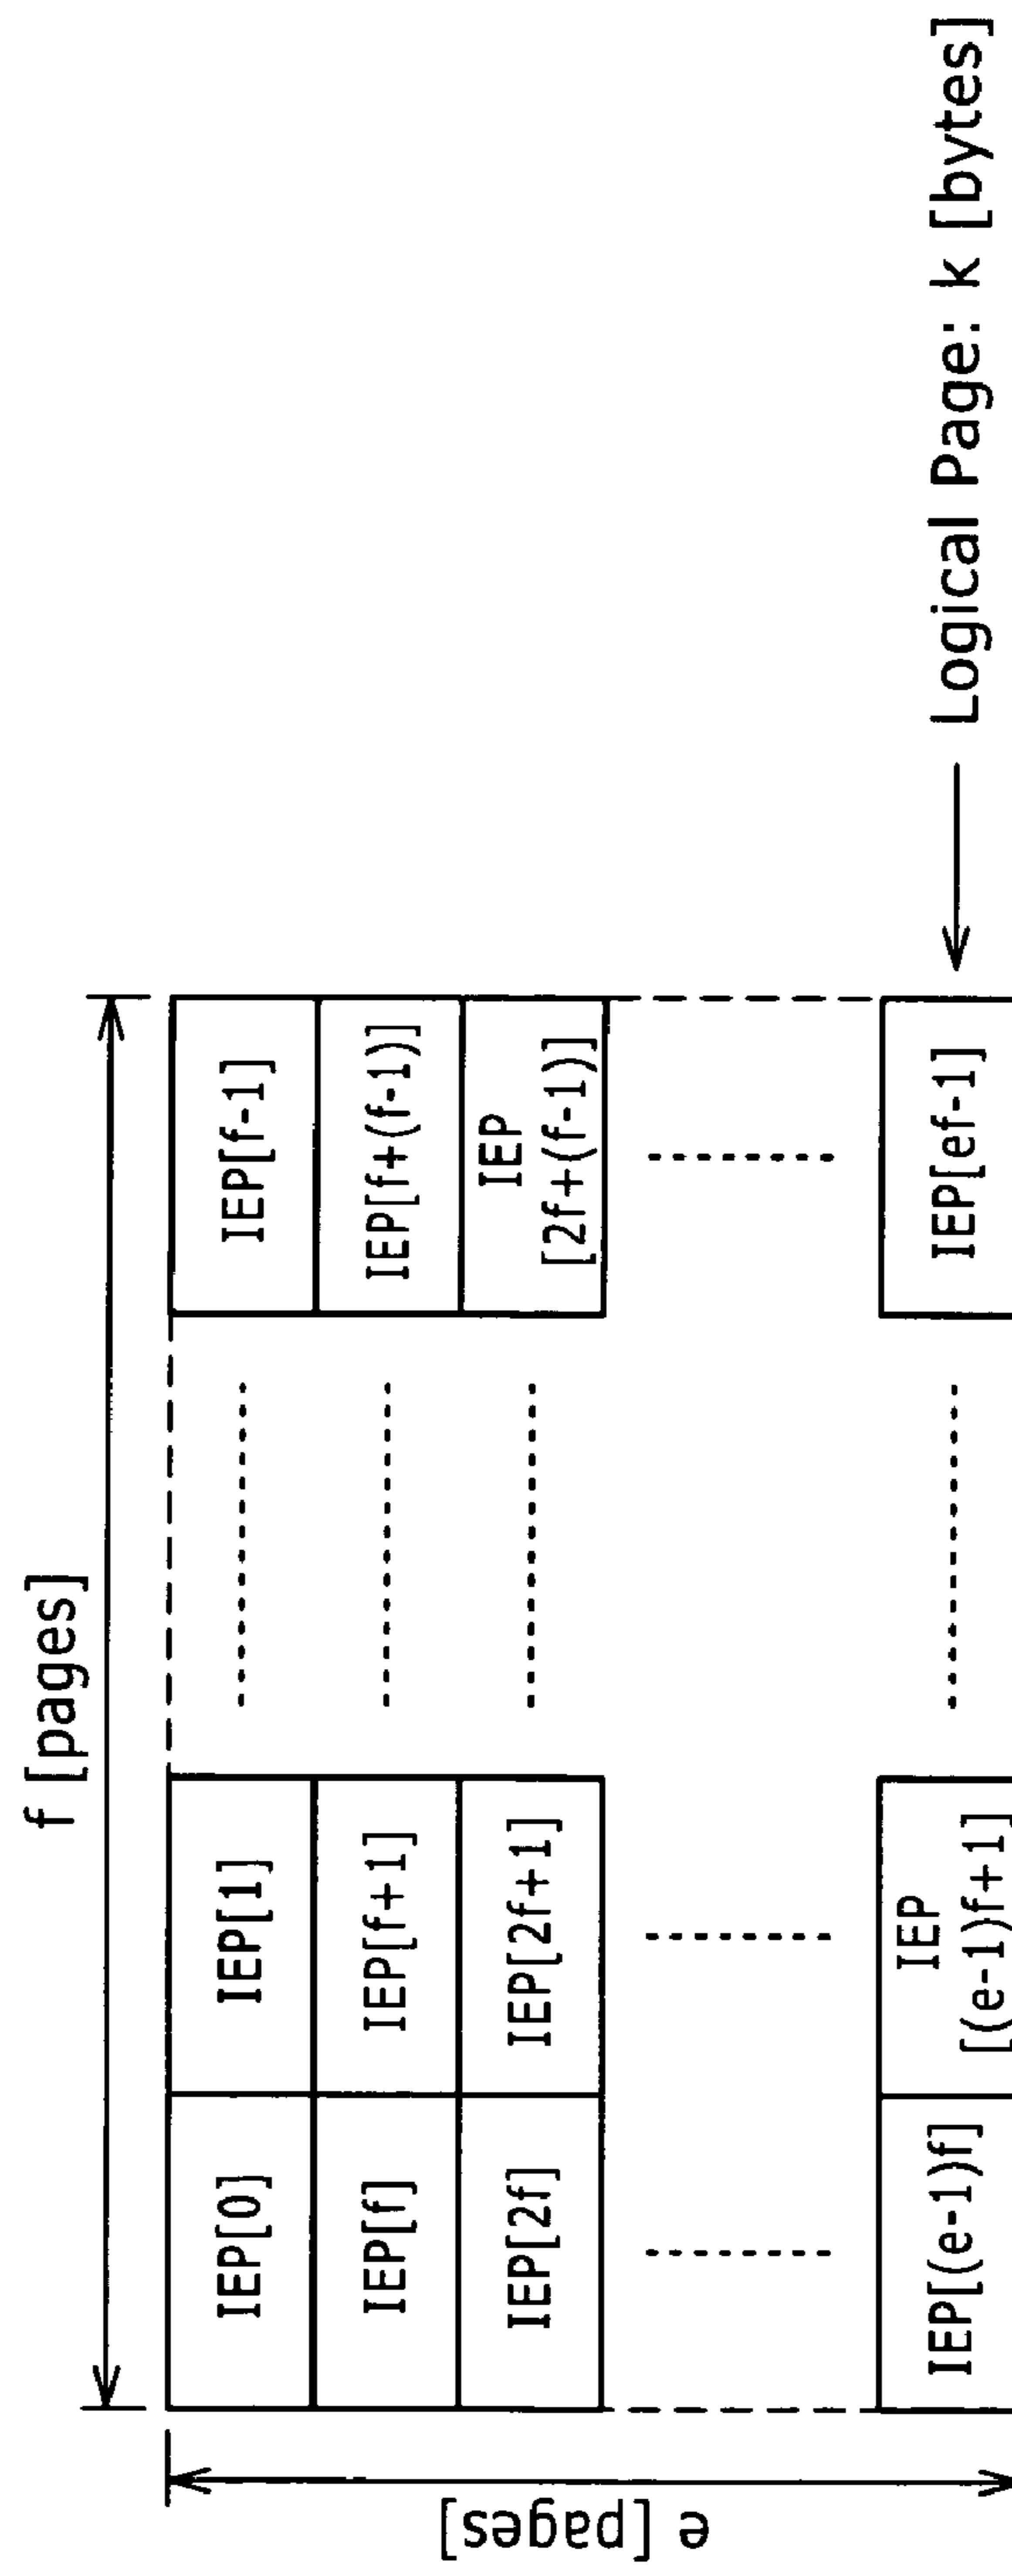 f [pages]
e [pages]
IEP[0]
IEP[1]
IEP[f-1]
IEP[f]
IEP[f+1]
IEP[f+(f-1)]
IEP[2f]
IEP[2f+1]
IEP
[2f+(f-1)]
IEP[(e-1)f]
IEP
[(e-1)f+1]
IEP[ef-1]
Logical Page: k [bytes]